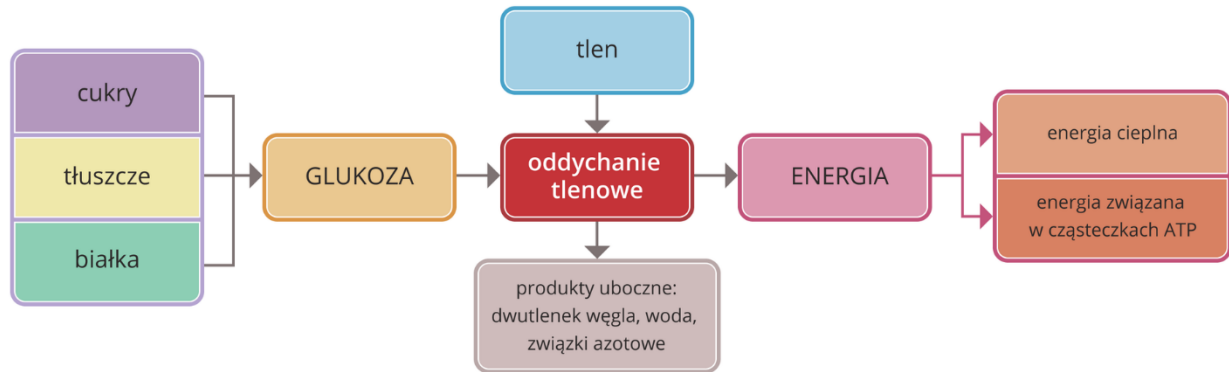 cukry
tłuszcze
białka
GLUKOZA
tlen
oddychanie
tlenowe
produkty uboczne:
dwutlenek węgla, woda,
związki azotowe
ENERGIA
energia cieplna
energia związana
w cząsteczkach ATP